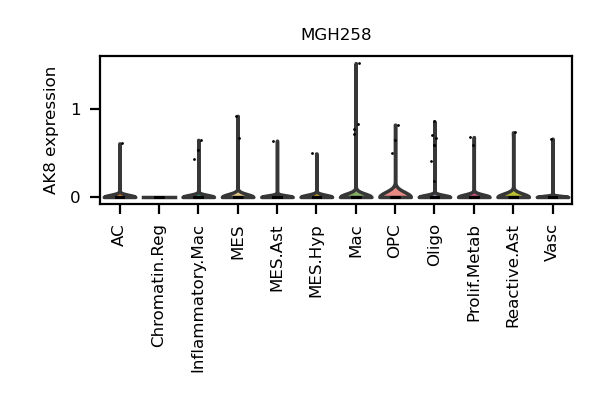 MGH258
AK8 expression
1
0
AC
Chromatin.Reg
Inflammatory.Mac
MES
MES.Ast
MES.Hyp
Mac
OPC
Oligo
Prolif.Metab
Reactive.Ast
Vasc